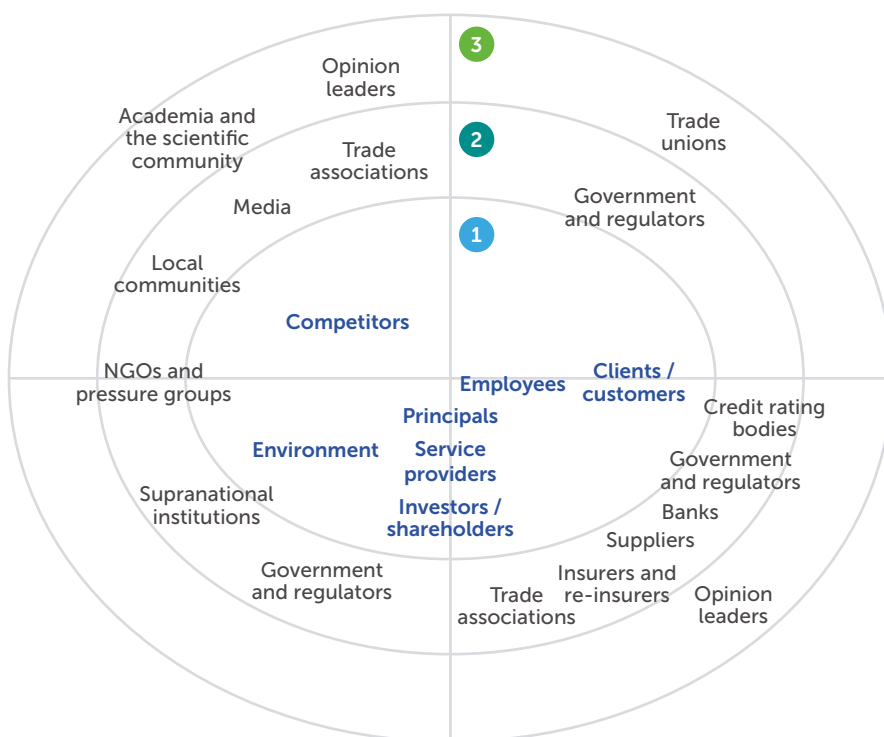 3
Opinion
leaders
Academia and
the scientific
community
Trade
unions
2
Trade
associations
Media
Government
and regulators
1
Local
communities
Competitors
NGOs and
pressure groups
Employees
Clients /
customers
Principals
Credit rating
bodies
Environment
Service
providers
Government
and regulators
Supranational
institutions
Investors /
shareholders
Banks
Suppliers
Government
and regulators
Insurers and
re-insurers
Trade
associations
Opinion
leaders